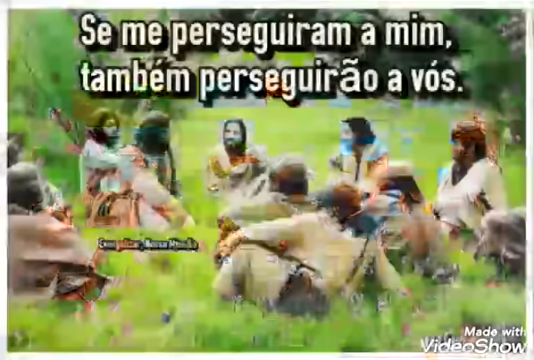 Se me perseguiram a mim,
também perseguirão a vós.
Made with
VideoShow